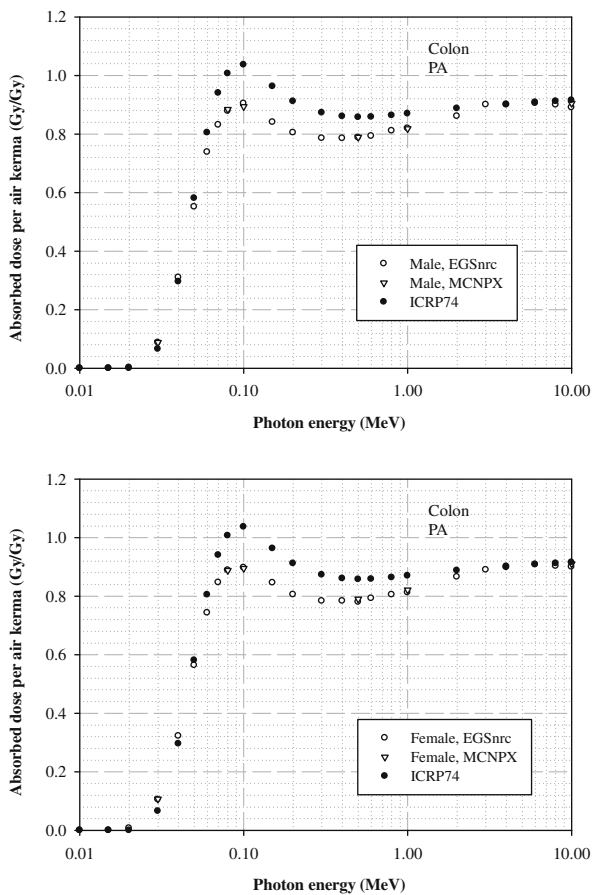 1.2
Colon
PA
1.0
0.8
0.6
0.4
0.2
0.0
Absorbed dose per air kerma (Gy/Gy)
Male, EGSnrc
Male, MCNPX
ICRP74
0.01 0.10 1.00 10.00
Photon energy (MeV)
1.2
Colon
PA
1.0
0.8
0.6
0.4
0.2
0.0
Absorbed dose per air kerma (Gy/Gy)
Female, EGSnrc
Female, MCNPX
ICRP74
0.01 0.10 1.00 10.00
Photon energy (MeV)